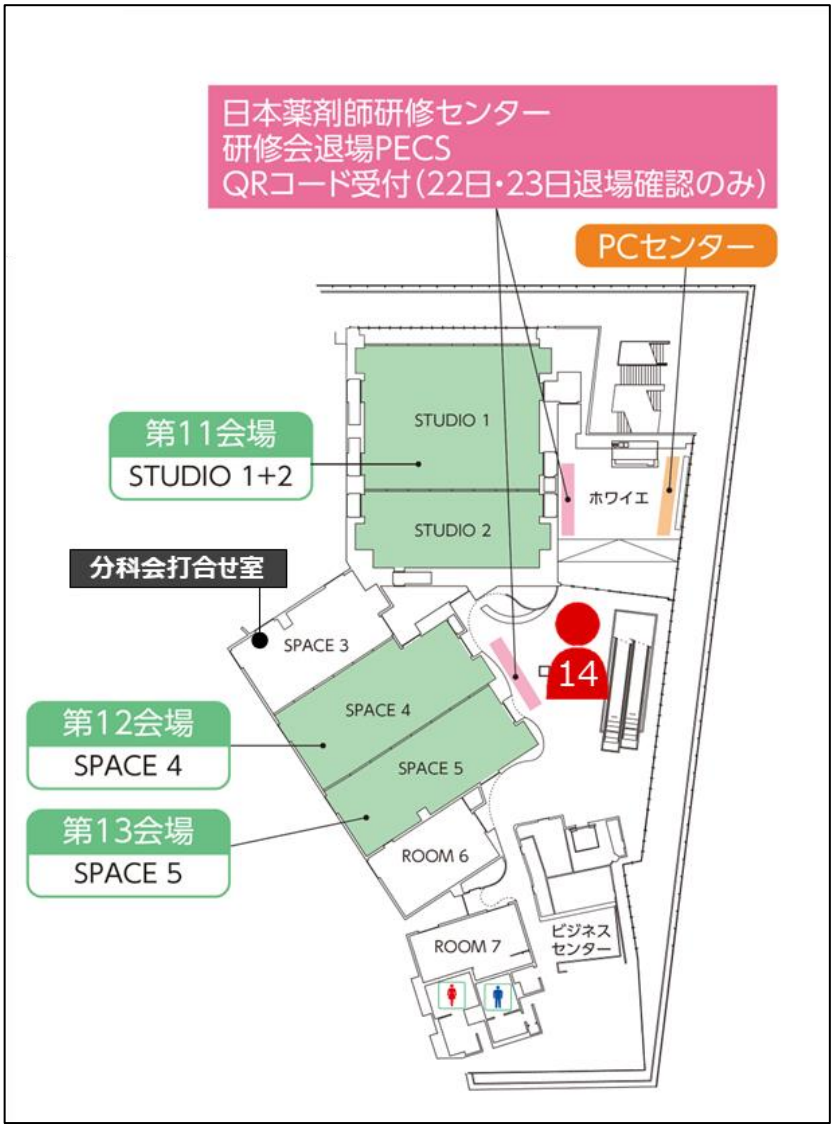 日本薬剤師研修センター
研修会退場PECS
QRコード受付(22日・23日退場確認のみ)
PCセンター
STUDIO 1
第11会場
STUDIO 1+2
ホワイエ
STUDIO 2
分科会打合せ室
SPACE 3
14
SPACE 4
第12会場
SPACE 4
SPACE 5
第13会場
SPACE 5
ROOM 6
ROOM 7
ビジネス
センター